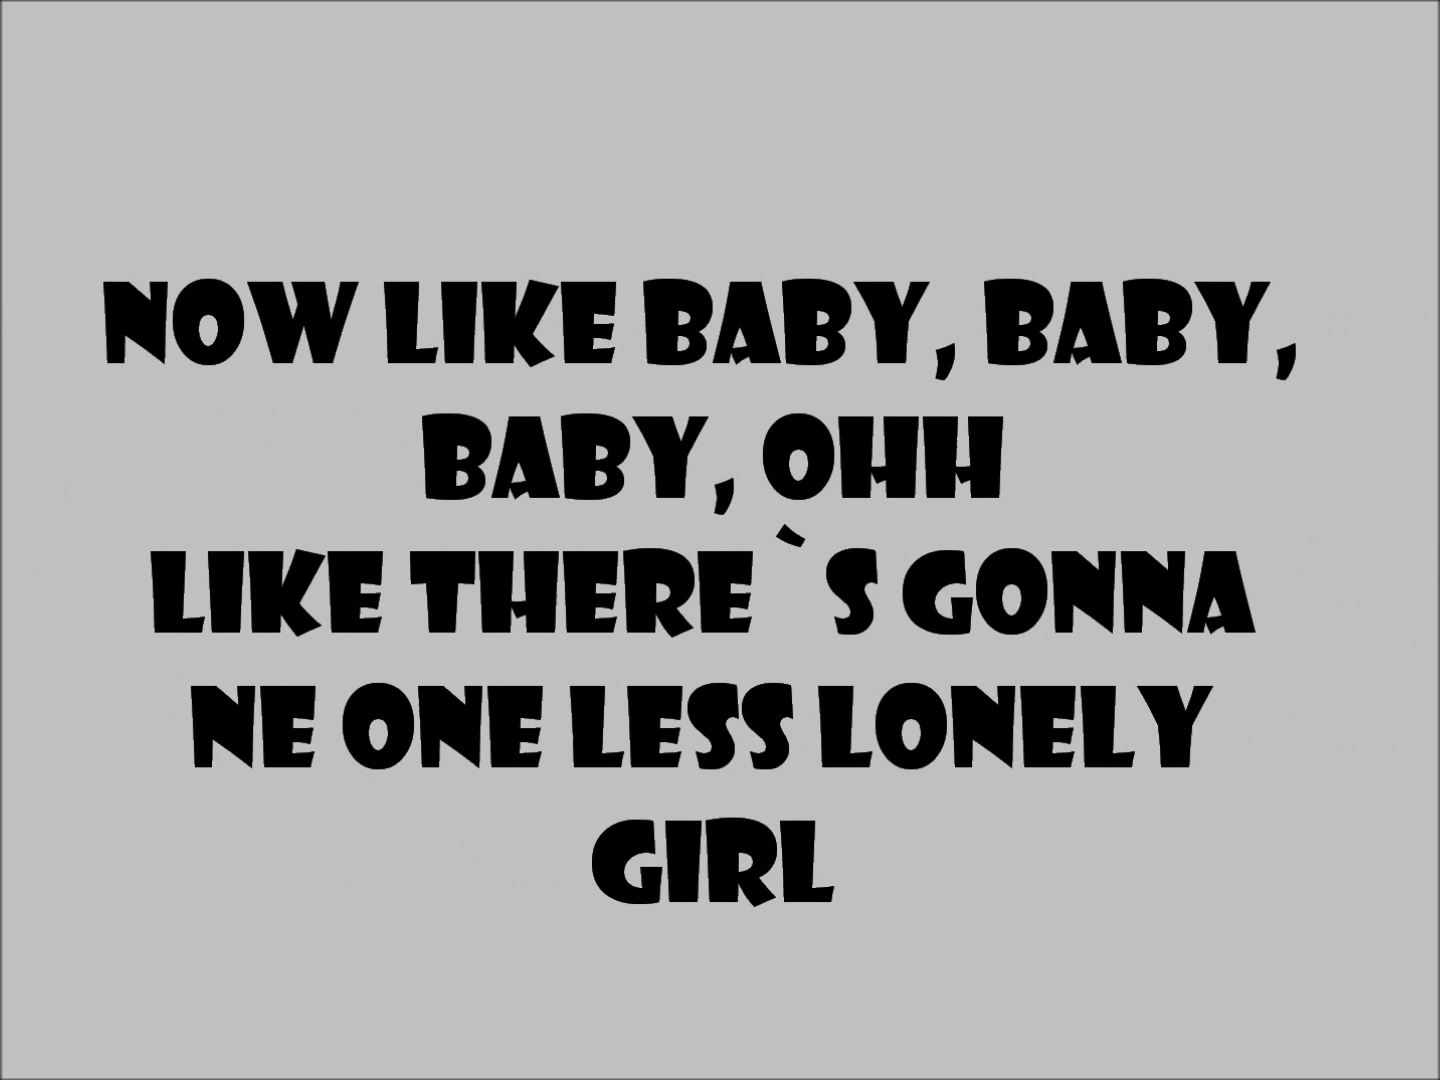 NOW LIKE BABY, BABY,
BABY, OHH
LIKE THERE`S GONNA
NE ONE LESS LONELY
GIRL